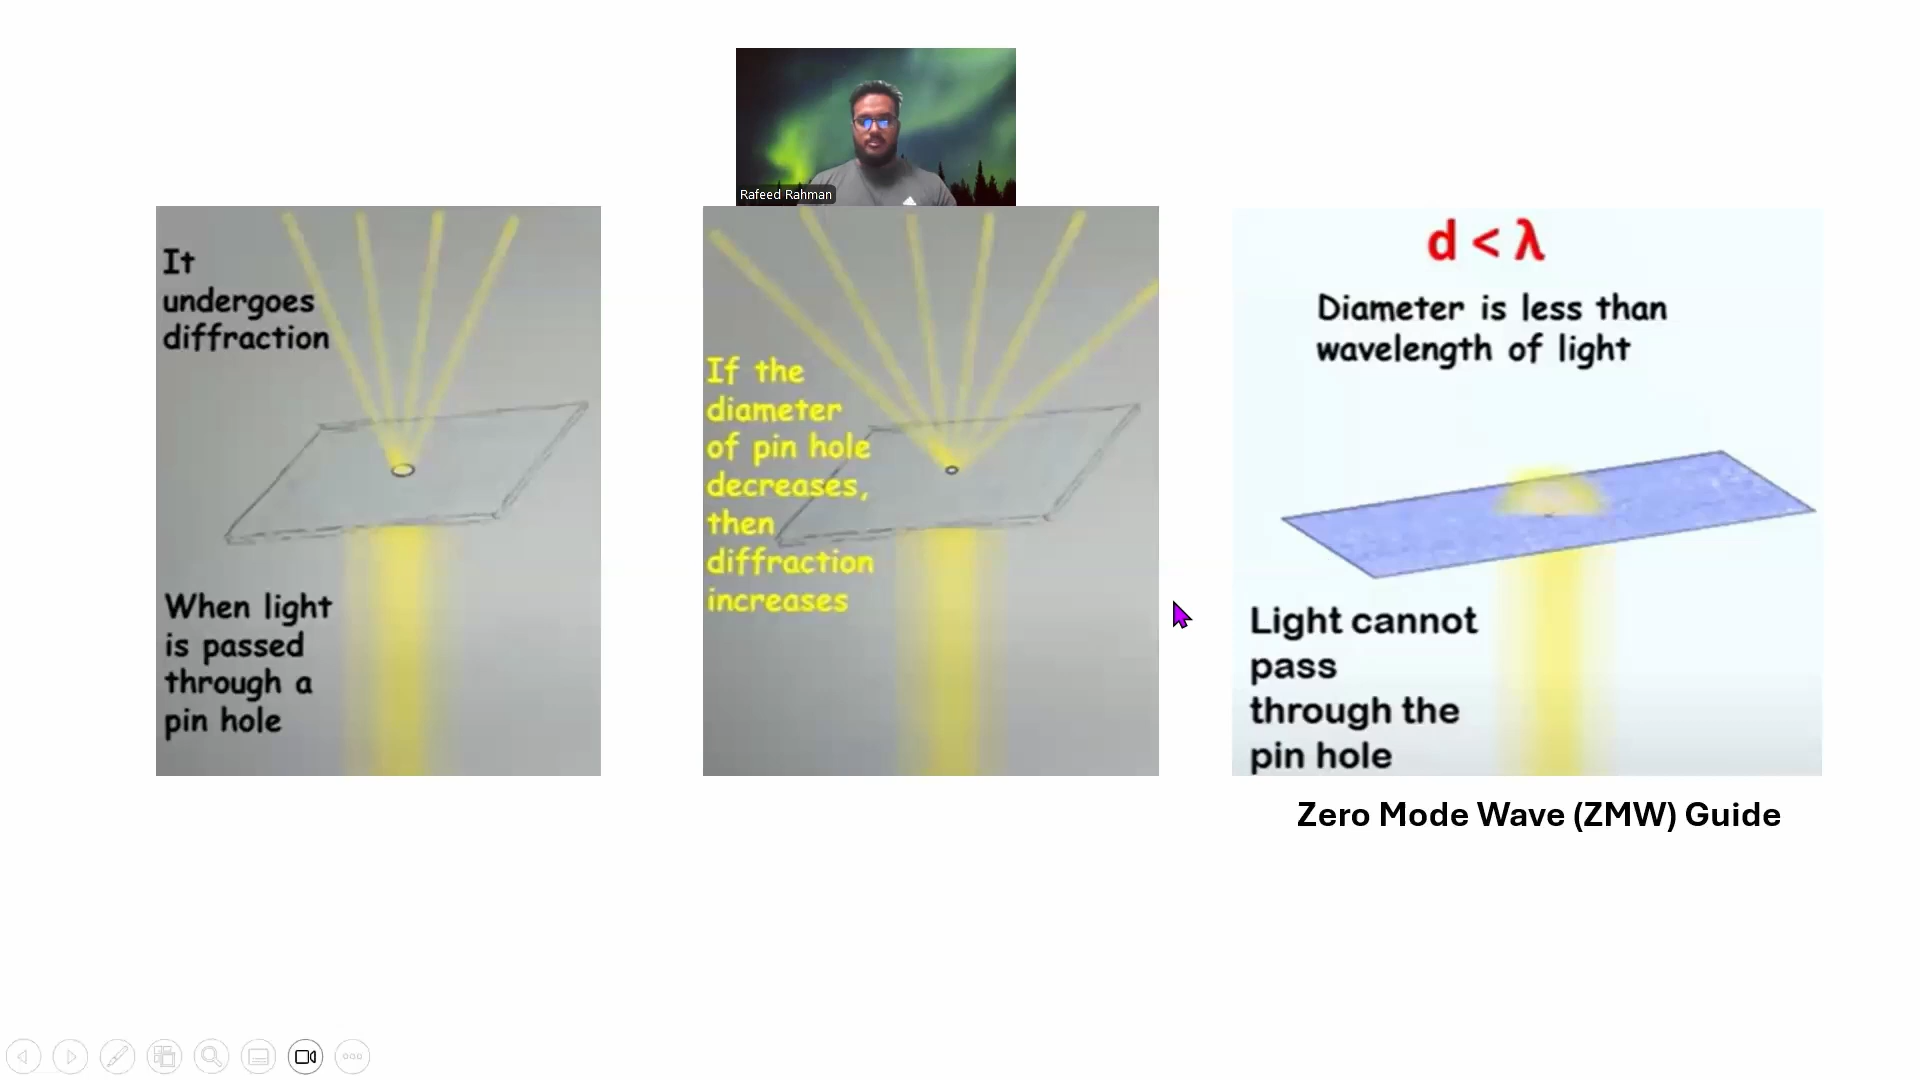 Rafeed Rahman
It
undergoes
diffraction
When light
is passed
through a
pin hole
If the
diameter
of pin hole
decreases,
then
diffraction
increases
d < λ
Diameter is less than
wavelength of light
Light cannot
pass
through the
pin hole
Zero Mode Wave (ZMW) Guide